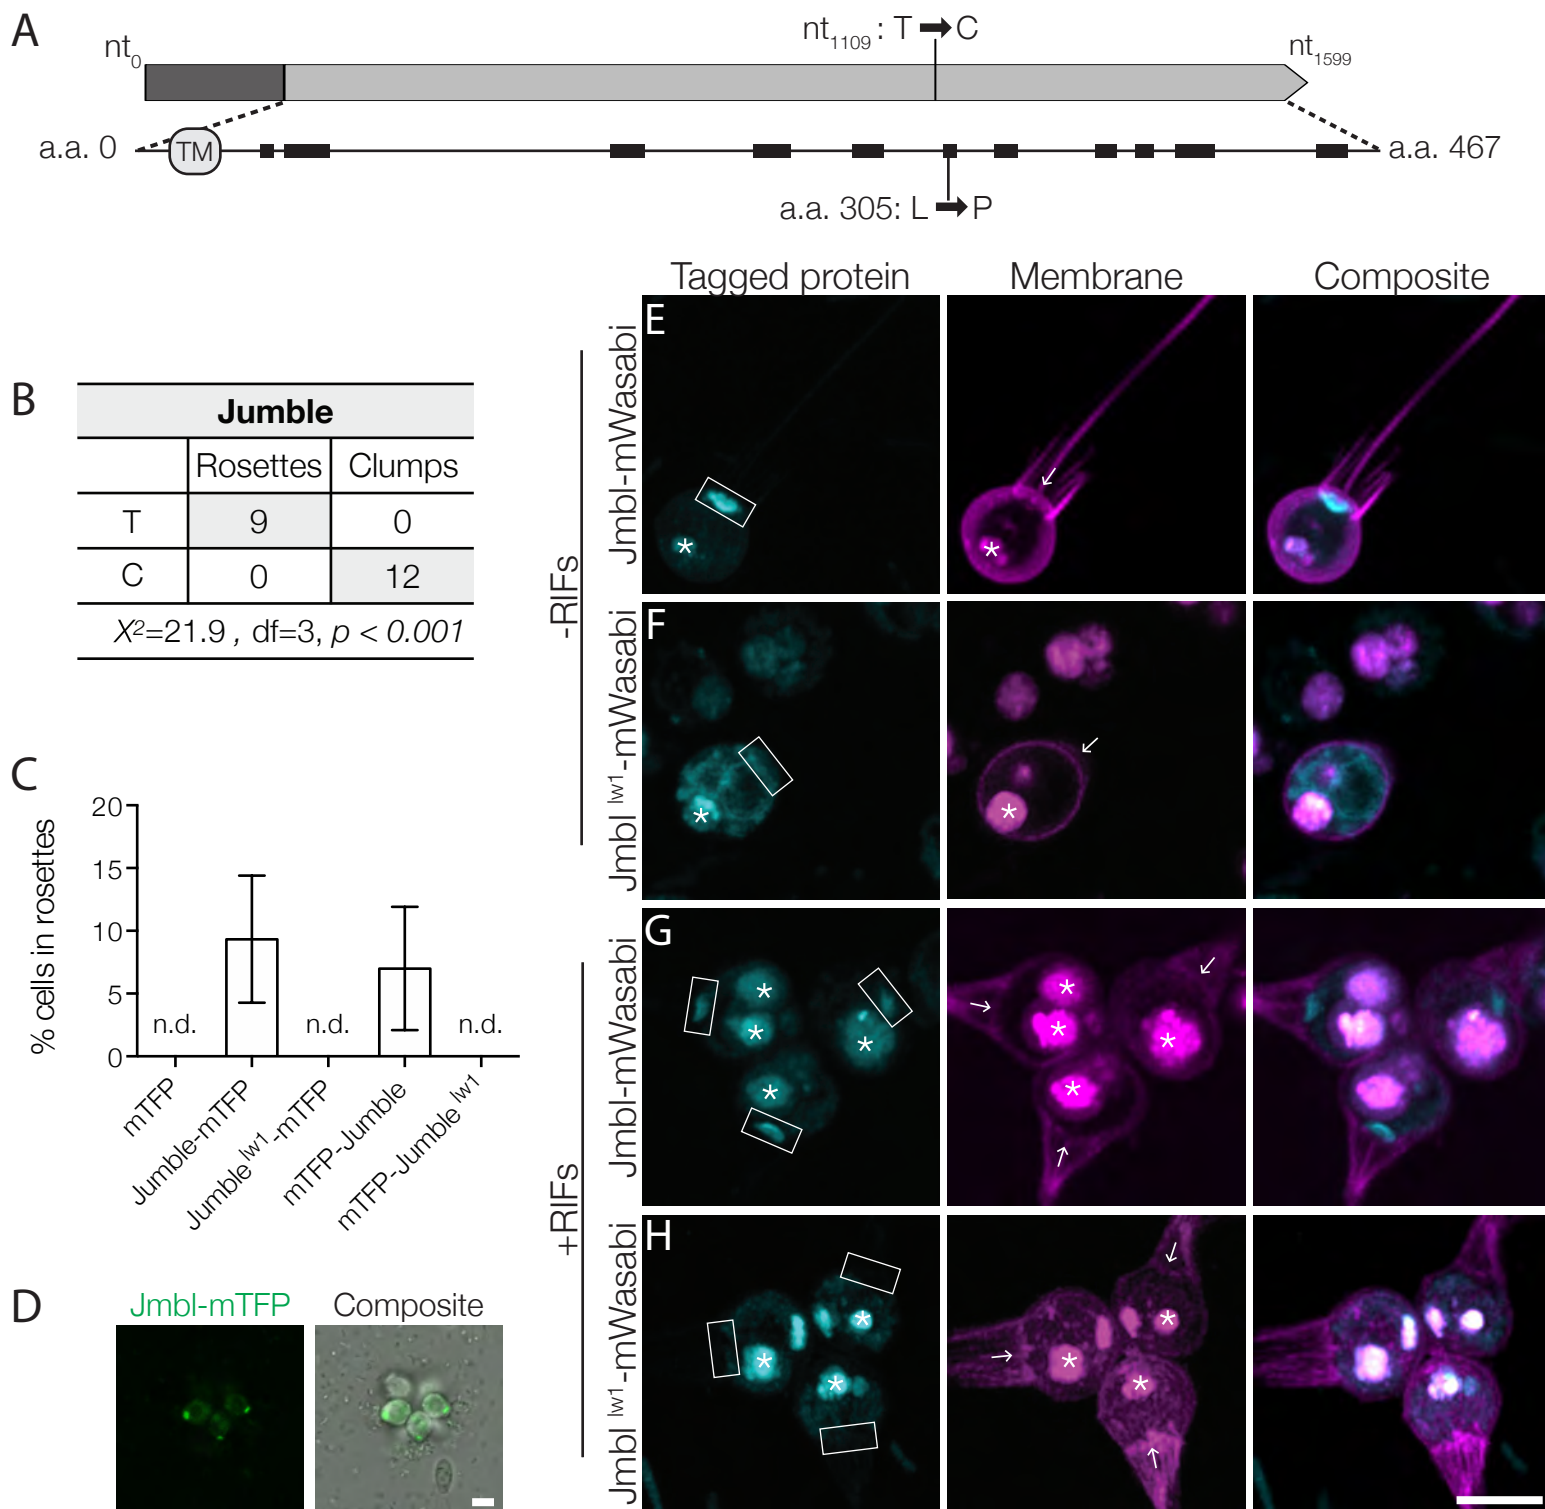 A
nt0
nt1109 : T → C
nt1599
a.a. 0
TM
a.a. 467
a.a. 305: L → P
B
Jumble
Rosettes Clumps
T 9 0
C 0 12
X²=21.9 , df=3, p < 0.001
C
% cells in rosettes
20
15
10
5
0
n.d.
n.d.
n.d.
mTFP
Jumble-mTFP
Jumble lw1-mTFP
mTFP-Jumble
mTFP-Jumble lw1
D
Jmbl-mTFP
Composite
Tagged protein
Membrane
Composite
-RIFs
+RIFs
E
Jmbl-mWasabi
*
*
F
Jmbl lw1-mWasabi
*
*
G
Jmbl-mWasabi
* * * *
* * * *
H
Jmbl lw1-mWasabi
* * *
* * *